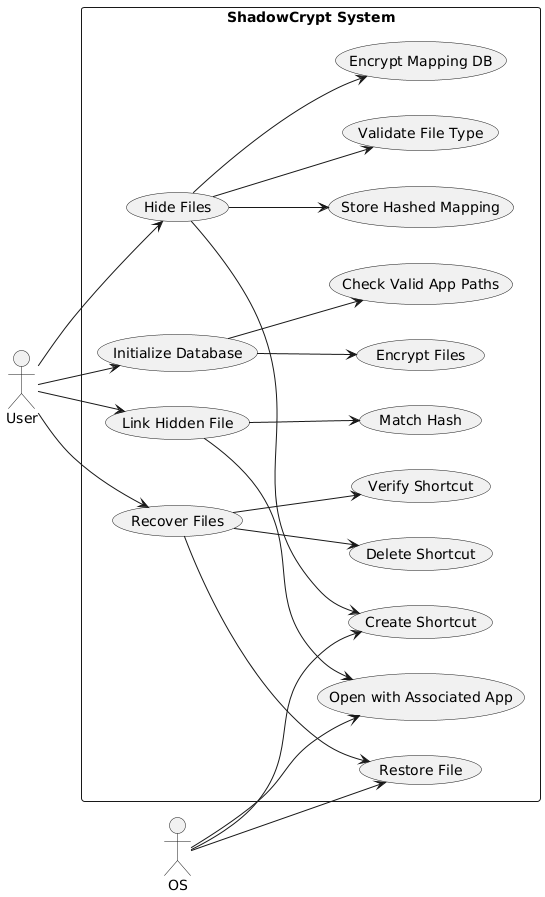 ShadowCrypt System
Encrypt Mapping DB
Validate File Type
Hide Files
Store Hashed Mapping
Check Valid App Paths
Initialize Database
Encrypt Files
User
Link Hidden File
Match Hash
Verify Shortcut
Recover Files
Delete Shortcut
Create Shortcut
Open with Associated App
Restore File
OS